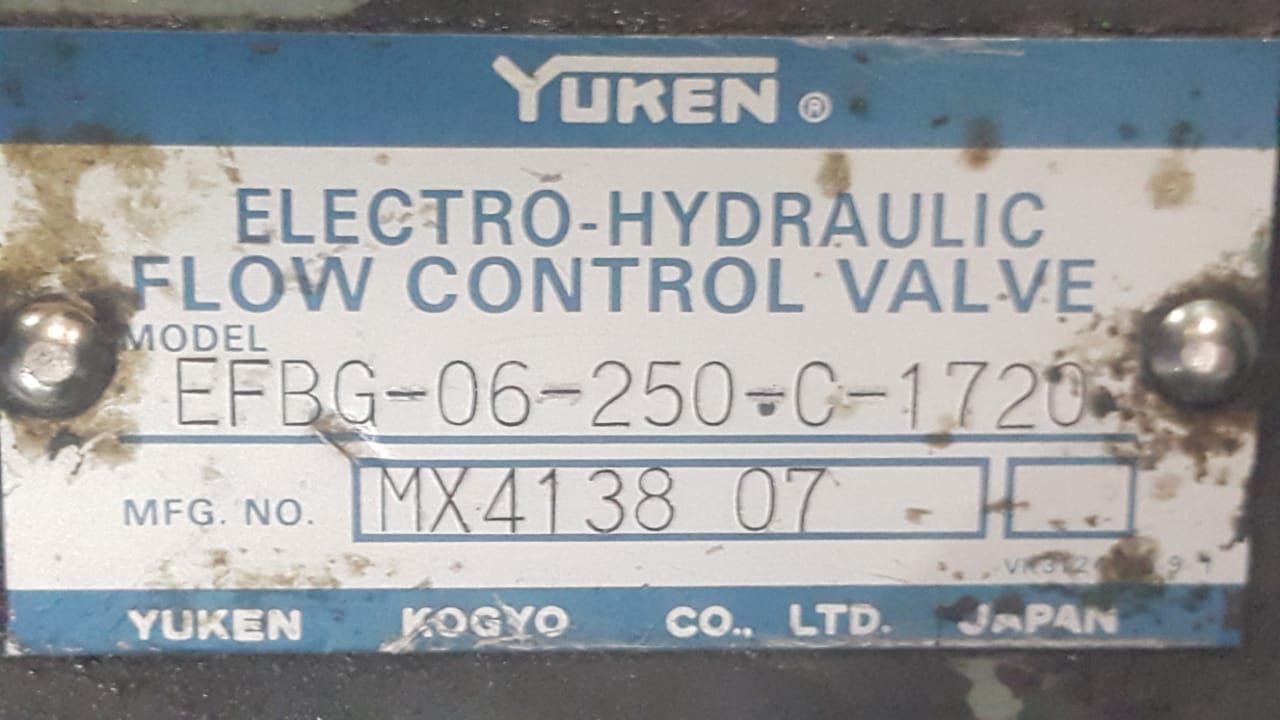 YUKEN ®
ELECTRO-HYDRAULIC
FLOW CONTROL VALVE
MODEL
EFBG-06-250-C-1720
MFG. NO. MX4138 07
YUKEN KOGYO CO., LTD. JAPAN